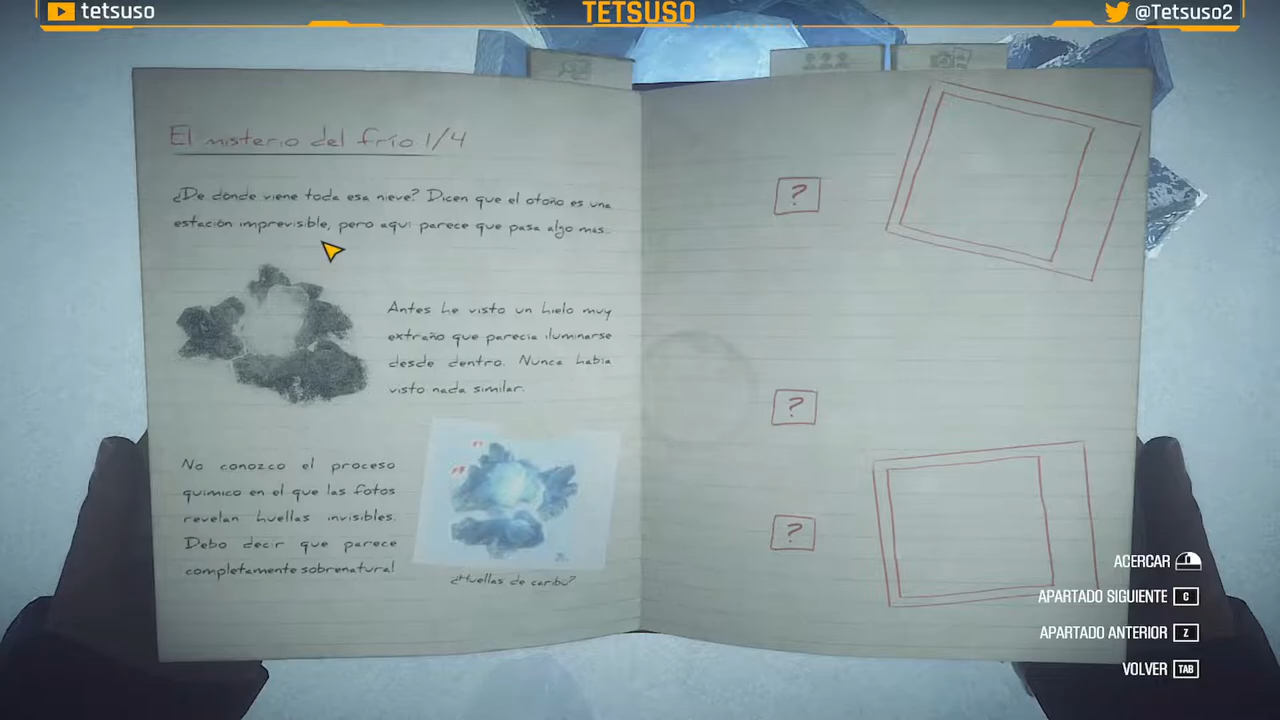 tetsuso
TETSUSO
@Tetsuso2
El misterio del frío 1/4
¿De dónde viene toda esa nieve? Dicen que el otoño es una
estación imprevisible, pero aquí parece que pasa algo más.
Antes he visto un hielo muy
extraño que parecía iluminarse
desde dentro. Nunca había
visto nada similar.
No conozco el proceso
químico en el que las fotos
revelan huellas invisibles.
Debo decir que parece
completamente sobrenatural
¿Huellas de caribú?
?
?
?
ACERCAR
APARTADO SIGUIENTE C
APARTADO ANTERIOR Z
VOLVER TAB